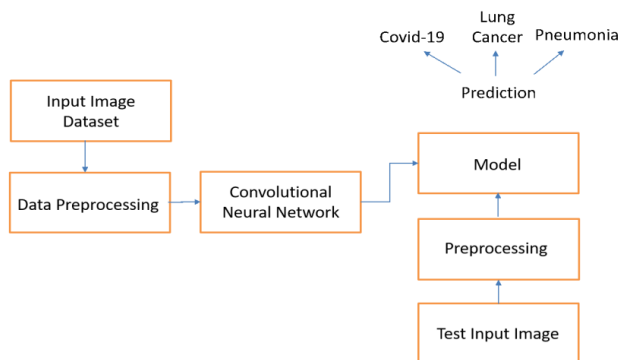 Lung
Cancer
Covid-19
Pneumonia
Prediction
Input Image
Dataset
Model
Data Preprocessing
Convolutional
Neural Network
Preprocessing
Test Input Image